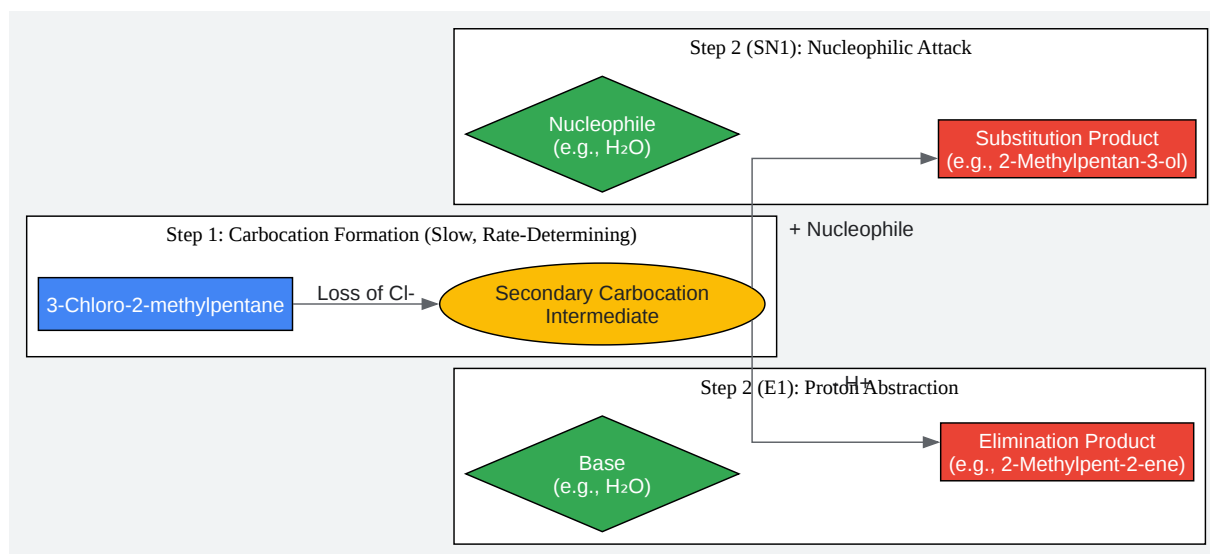 Step 2 (SN1): Nucleophilic Attack
Nucleophile
(e.g., H₂O)
Substitution Product
(e.g., 2-Methylpentan-3-ol)
+ Nucleophile
Step 1: Carbocation Formation (Slow, Rate-Determining)
3-Chloro-2-methylpentane
Loss of Cl-
Secondary Carbocation
Intermediate
- H+
Step 2 (E1): Proton Abstraction
Base
(e.g., H₂O)
Elimination Product
(e.g., 2-Methylpent-2-ene)